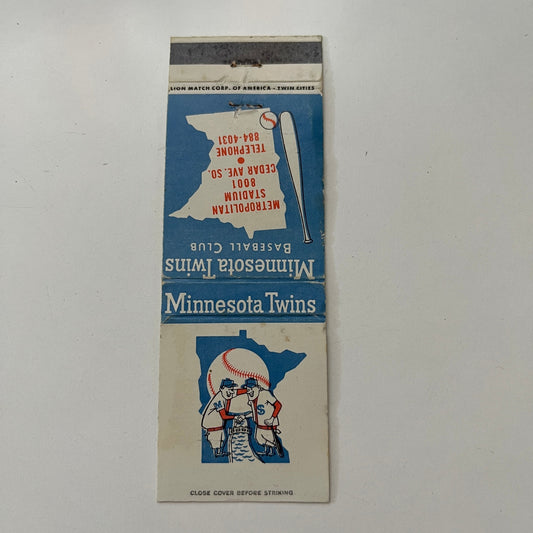 LION MATCH CORP. OF AMERICA - TWIN CITIES
Minnesota Twins
BASEBALL CLUB
METROPOLITAN
STADIUM
8001
CEDAR AVE. SO.
●
TELEPHONE
884-4031
Minnesota Twins
M
S
CLOSE COVER BEFORE STRIKING